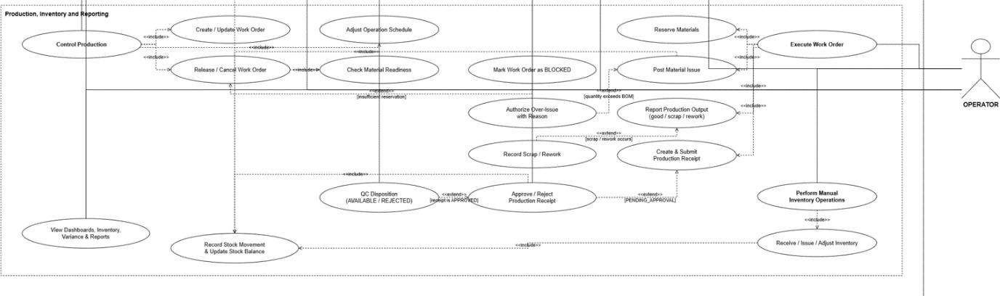 Production, Inventory and Reporting
Create / Update Work Order
Adjust Operation Schedule
Reserve Materials
<<include>>
<<include>>
Control Production
Execute Work Order
<<include>>
<<include>>
<<include>>
<<include>>
Release / Cancel Work Order
<<include>>
Check Material Readiness
Mark Work Order as BLOCKED
Post Material Issue
<<include>>
<<extend>>
[insufficient reservation]
<<extend>>
[quantity exceeds BOM]
OPERATOR
Authorize Over-Issue
with Reason
Report Production Output
(good / scrap / rework)
<<include>>
<<extend>>
[scrap / rework occurs]
Record Scrap / Rework
Create & Submit
Production Receipt
<<include>>
QC Disposition
(AVAILABLE / REJECTED)
<<extend>>
[receipt is APPROVED]
Approve / Reject
Production Receipt
<<extend>>
[PENDING_APPROVAL]
Perform Manual
Inventory Operations
<<include>>
View Dashboards, Inventory,
Variance & Reports
Record Stock Movement
& Update Stock Balance
<<include>>
Receive / Issue / Adjust Inventory